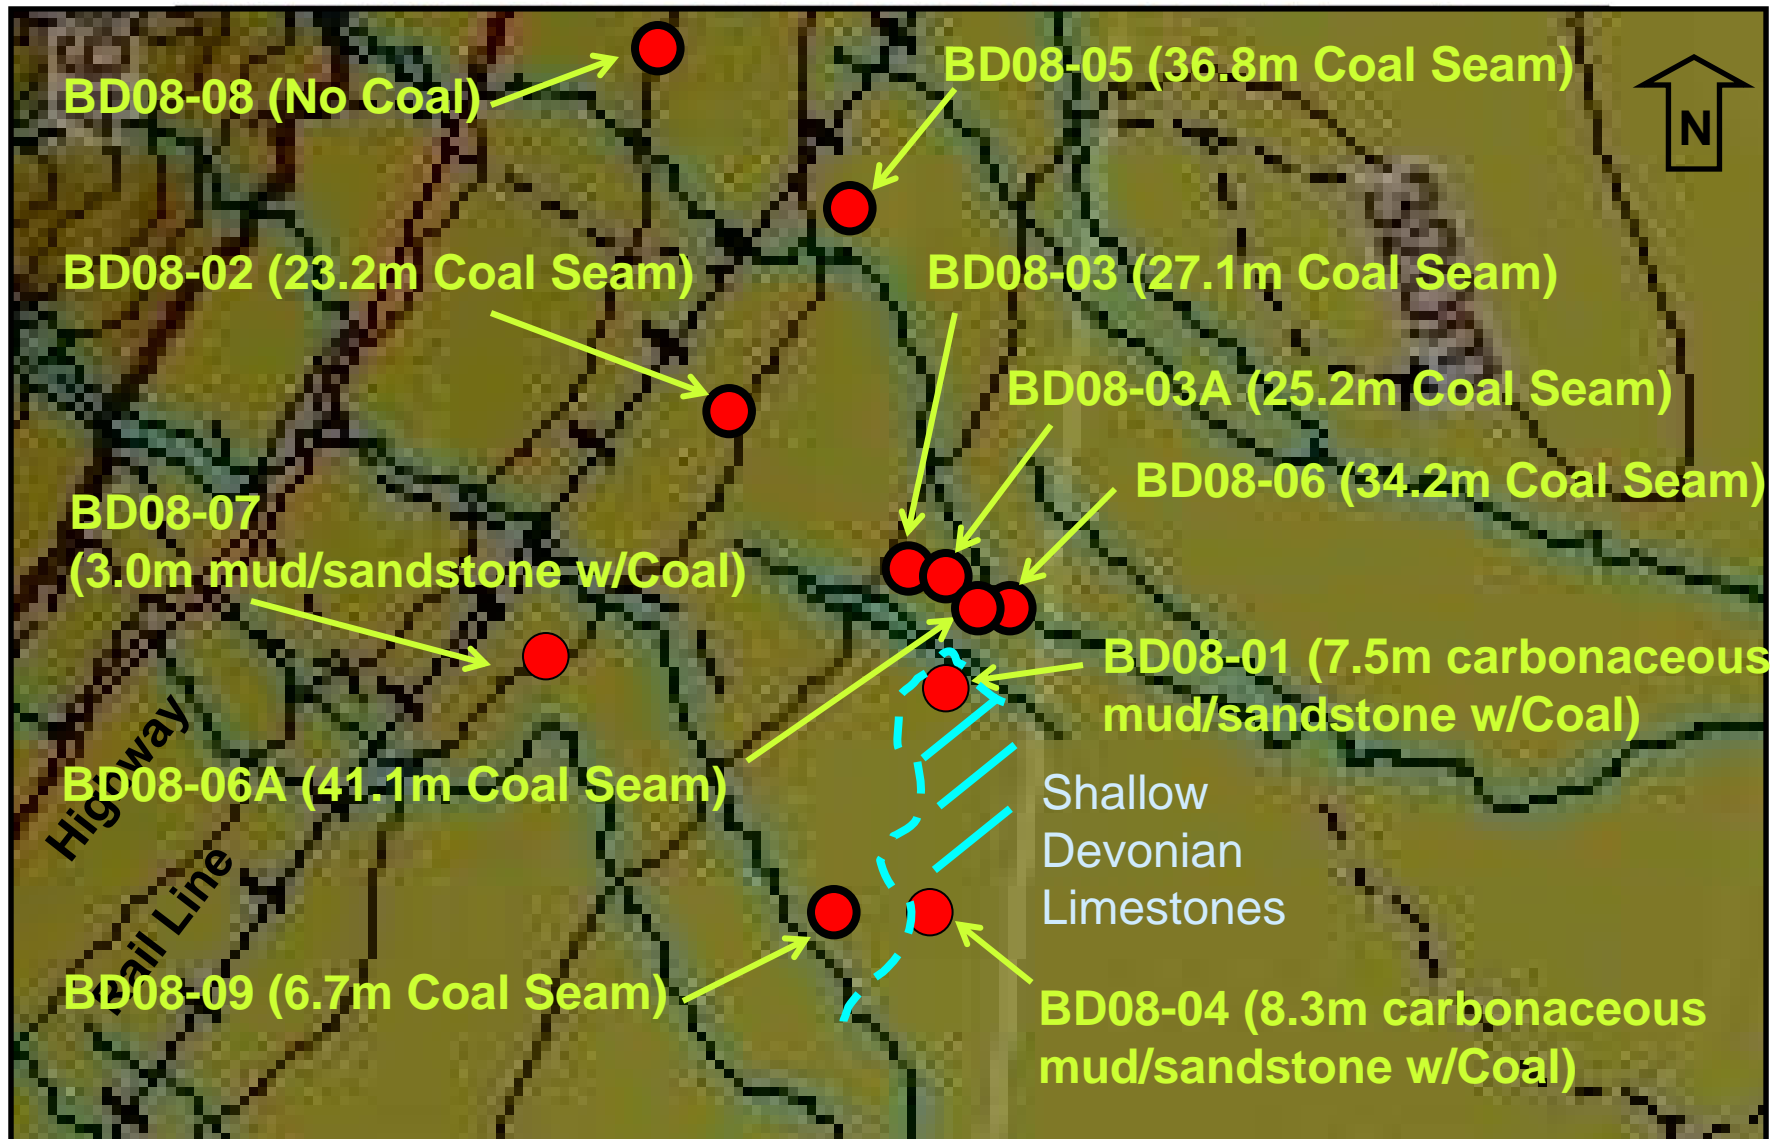 BD08-08 (No Coal)
BD08-05 (36.8m Coal Seam)
N
BD08-02 (23.2m Coal Seam)
BD08-03 (27.1m Coal Seam)
BD08-03A (25.2m Coal Seam)
BD08-06 (34.2m Coal Seam)
BD08-07
(3.0m mud/sandstone w/Coal)
BD08-01 (7.5m carbonaceous
mud/sandstone w/Coal)
Highway
BD08-06A (41.1m Coal Seam)
Shallow
Devonian
Limestones
Rail Line
BD08-09 (6.7m Coal Seam)
BD08-04 (8.3m carbonaceous
mud/sandstone w/Coal)